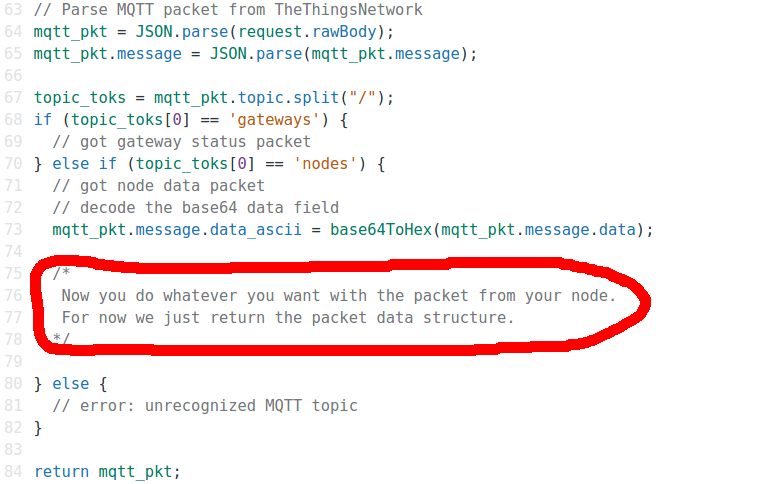 63 // Parse MQTT packet from TheThingsNetwork
64 mqtt_pkt = JSON.parse(request.rawBody);
65 mqtt_pkt.message = JSON.parse(mqtt_pkt.message);
66
67 topic_toks = mqtt_pkt.topic.split("/");
68 if (topic_toks[0] == 'gateways') {
69   // got gateway status packet
70 } else if (topic_toks[0] == 'nodes') {
71   // got node data packet
72   // decode the base64 data field
73   mqtt_pkt.message.data_ascii = base64ToHex(mqtt_pkt.message.data);
74
75   /*
76    Now you do whatever you want with the packet from your node.
77    For now we just return the packet data structure.
78   */
79
80 } else {
81   // error: unrecognized MQTT topic
82 }
83
84 return mqtt_pkt;